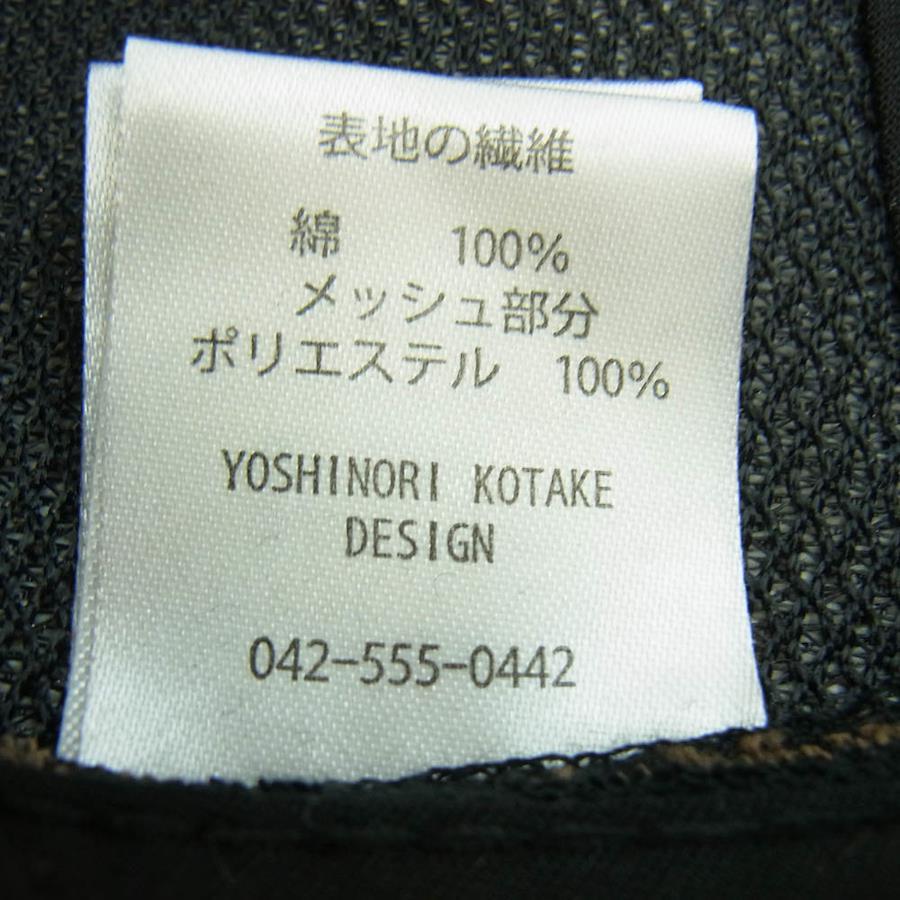 表地の繊維
綿 100%
メッシュ部分
ポリエステル 100%
YOSHINORI KOTAKE
DESIGN
042-555-0442